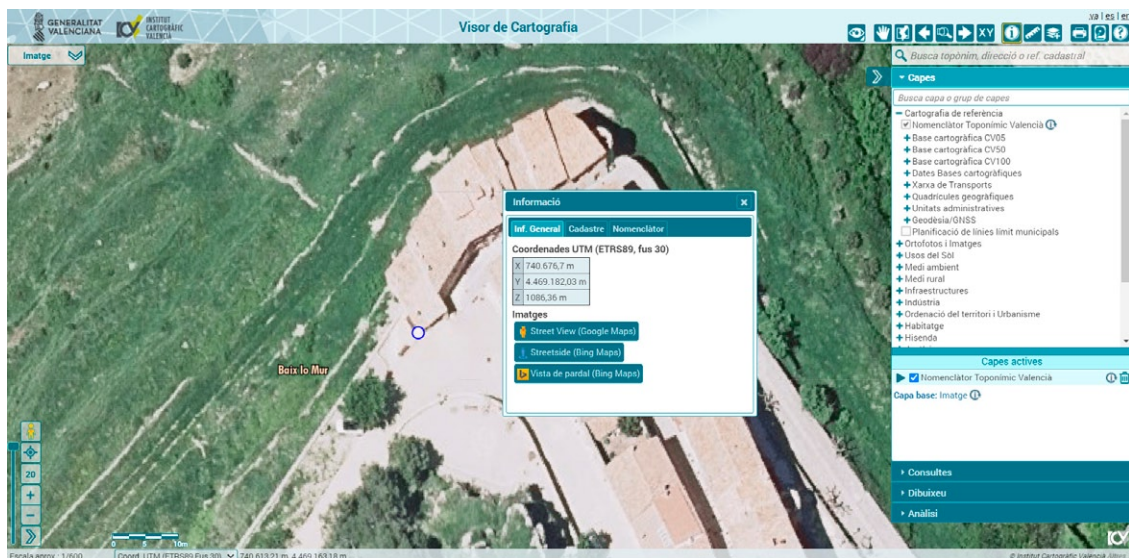 GENERALITAT
VALENCIANA
INSTITUT
CARTOGRÀFIC
VALENCIÀ
Visor de Cartografia
va | es | en
XY
Imatge
Busca topònim, direcció o ref. cadastral
Capes
Busca capa o grup de capes
Cartografia de referència
Nomenclàtor Toponímic Valencià
Base cartogràfica CV05
Base cartogràfica CV50
Base cartogràfica CV100
Dates Bases cartogràfiques
Xarxa de Transports
Quadrícules geogràfiques
Unitats administratives
Geodèsia/GNSS
Planificació de línies límit municipals
Ortofotos i Imatges
Usos del Sòl
Medi ambient
Medi rural
Infraestructures
Indústria
Ordenació del territori i Urbanisme
Habitatge
Hisenda
Informació
Inf. General Cadastre Nomenclàtor
Coordenades UTM (ETRS89, fus 30)
X 740.676,7 m
Y 4.469.182,03 m
Z 1086,36 m
Imatges
Street View (Google Maps)
Streetside (Bing Maps)
Vista de pardal (Bing Maps)
Baix lo Mur
Capes actives
Nomenclàtor Toponímic Valencià
Capa base: Imatge
Consultes
Dibuixeu
Anàlisi
20
0 5 10m
Escala aprox.: 1/600 Coord. UTM (ETRS89 Fus 30) 740.613,21 m, 4.469.163,18 m
© Institut Cartogràfic Valencià